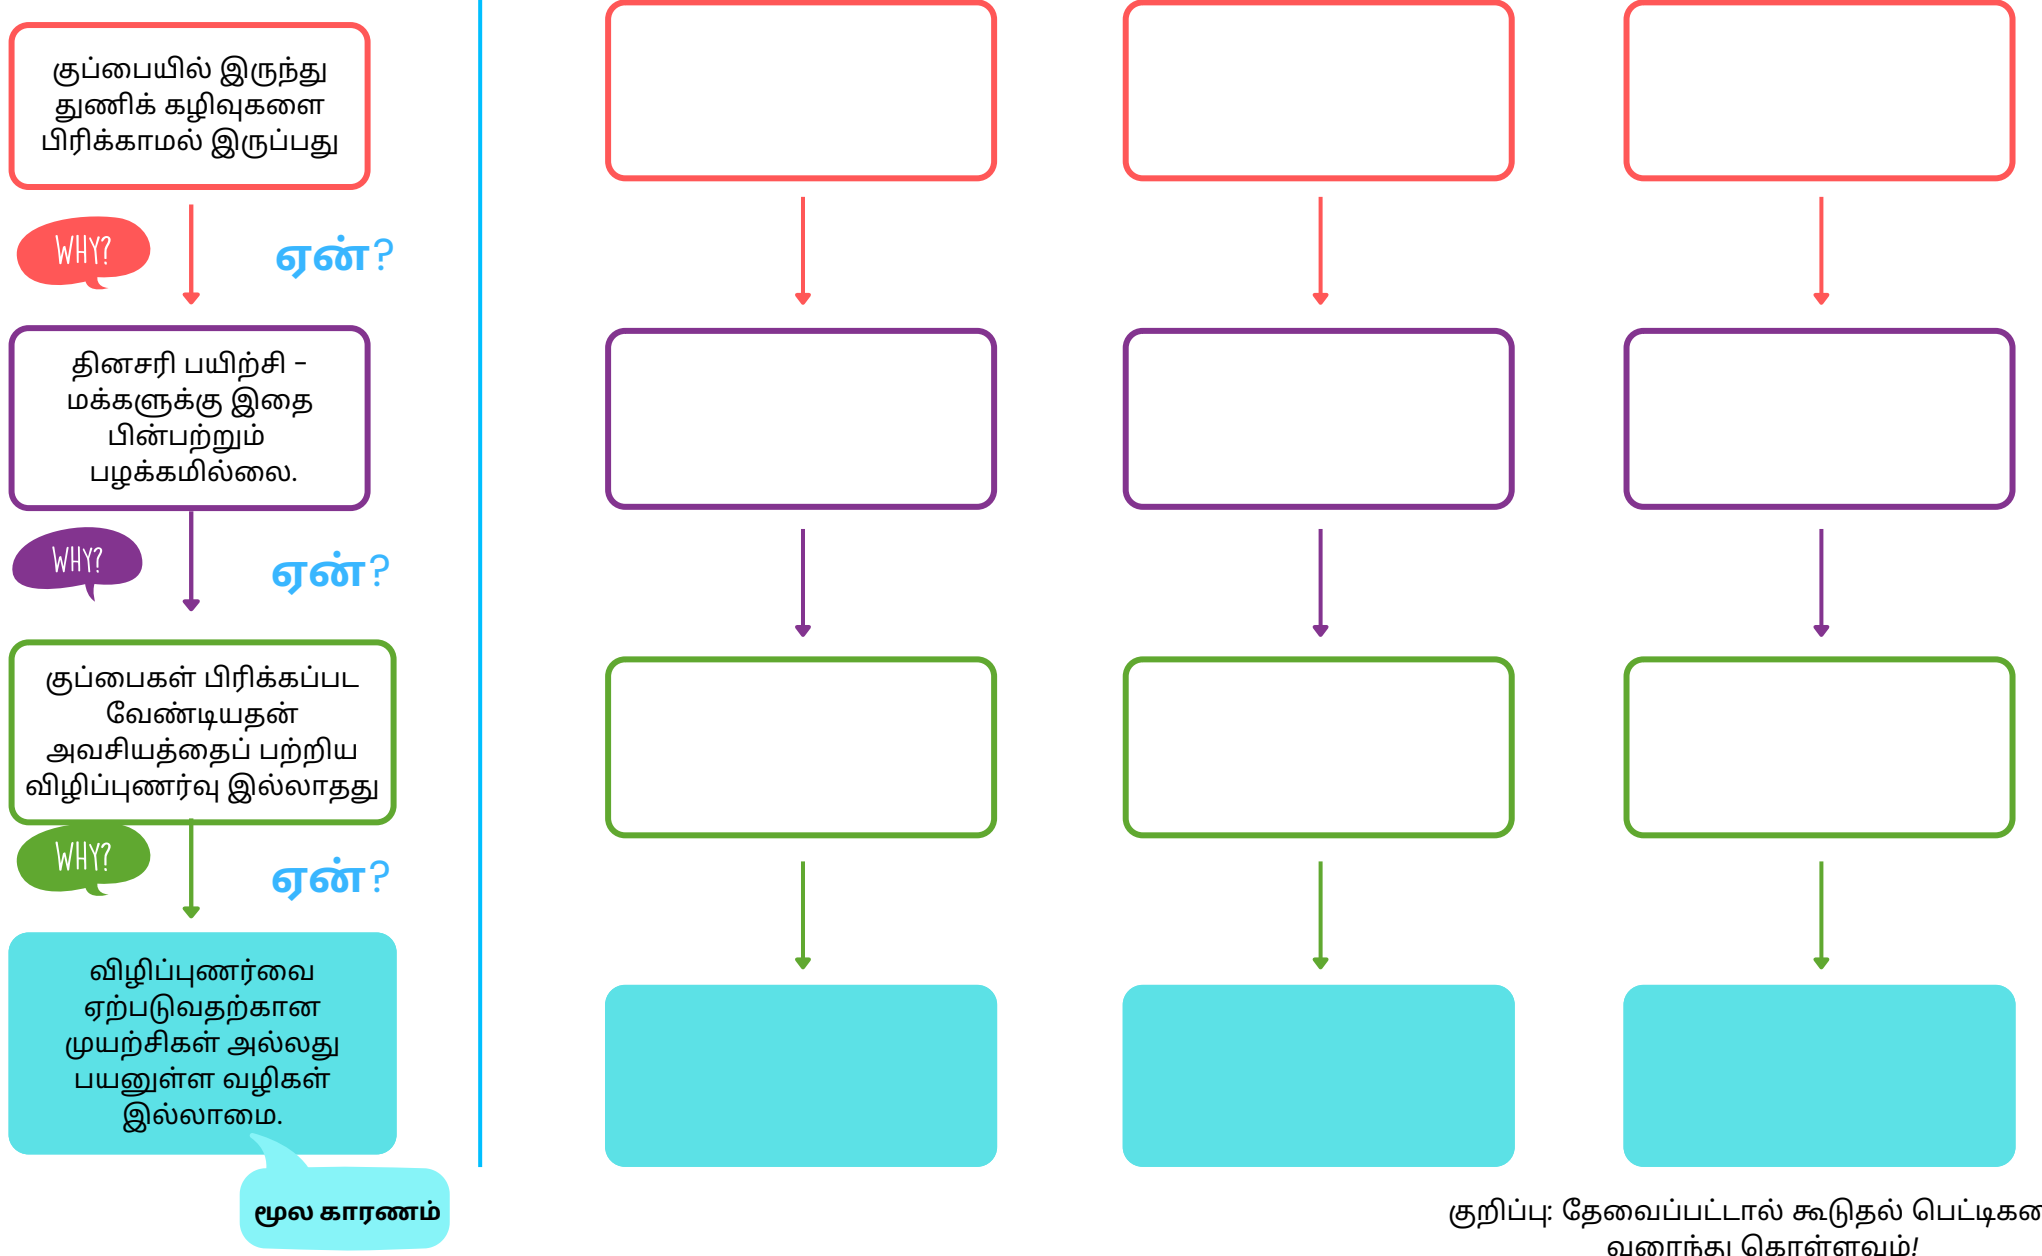 குப்பையில் இருந்து
துணிக் கழிவுகளை
பிரிக்காமல் இருப்பது
WHY?
ஏன்?
தினசரி பயிற்சி -
மக்களுக்கு இதை
பின்பற்றும்
பழக்கமில்லை.
WHY?
ஏன்?
குப்பைகள் பிரிக்கப்பட
வேண்டியதன்
அவசியத்தைப் பற்றிய
விழிப்புணர்வு இல்லாதது
WHY?
ஏன்?
விழிப்புணர்வை
ஏற்படுவதற்கான
முயற்சிகள் அல்லது
பயனுள்ள வழிகள்
இல்லாமை.
மூல காரணம்
குறிப்பு: தேவைப்பட்டால் கூடுதல்
வரைந்து கொள்ளவும்!